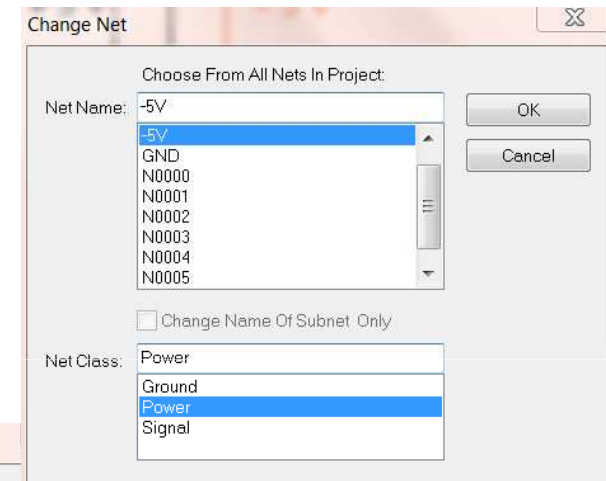 Change Net
Choose From All Nets In Project:
Net Name: -5V
OK
-5V
Cancel
GND
N0000
N0001
N0002
N0003
N0004
N0005
Change Name Of Subnet Only
Net Class: Power
Ground
Power
Signal